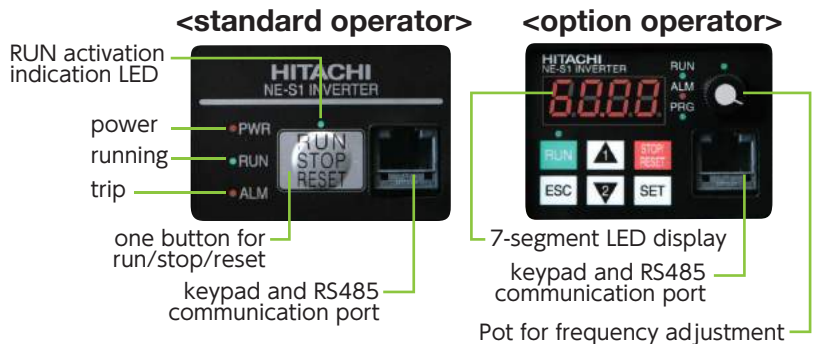 <standard operator>
<option operator>
RUN activation
indication LED
HITACHI
NE-S1 INVERTER
power
running
trip
PWR
RUN
ALM
RUN
STOP
RESET
one button for
run/stop/reset
keypad and RS485
communication port
HITACHI
NE-S1 INVERTER
8.8.8.8.
RUN
ALM
PRG
RUN
1
STOP/
RESET
ESC
2
SET
7-segment LED display
keypad and RS485
communication port
Pot for frequency adjustment